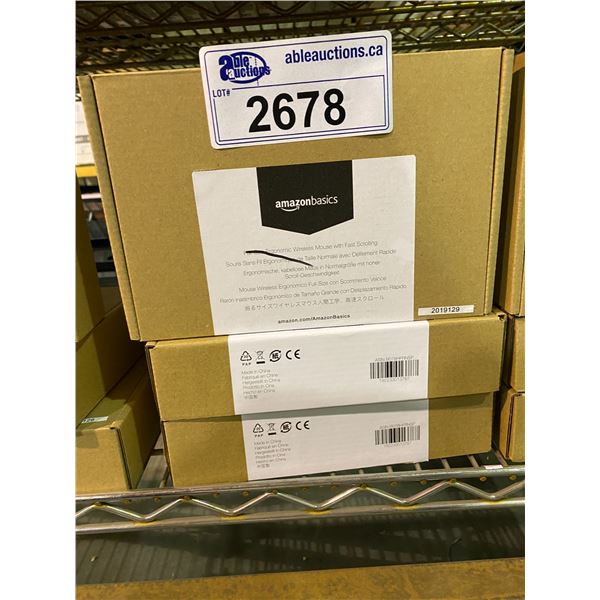 able auctions
ableauctions.ca
LOT#
2678
amazonbasics
Ergonomic Wireless Mouse with Fast Scrolling
Souris Sans-Fil Ergonomique de Taille Normale avec Défilement Rapide
Ergonomische, kabellose Maus in Normalgröße mit hoher
Scroll-Geschwindigkeit
Mouse Wireless Ergonomico Full-Size con Scorrimento Veloce
Ratón Inalámbrico Ergonómico de Tamaño Grande con Desplazamiento Rápido
amazon.com/AmazonBasics
2019129
PAP
CE
Made in China
Fabriqué en Chine
Hergestellt in China
Prodotto in Cina
Hecho en China
中国製
PAP
CE
Made in China
Fabriqué en Chine
Hergestellt in China
Prodotto in Cina
Hecho en China
中国製